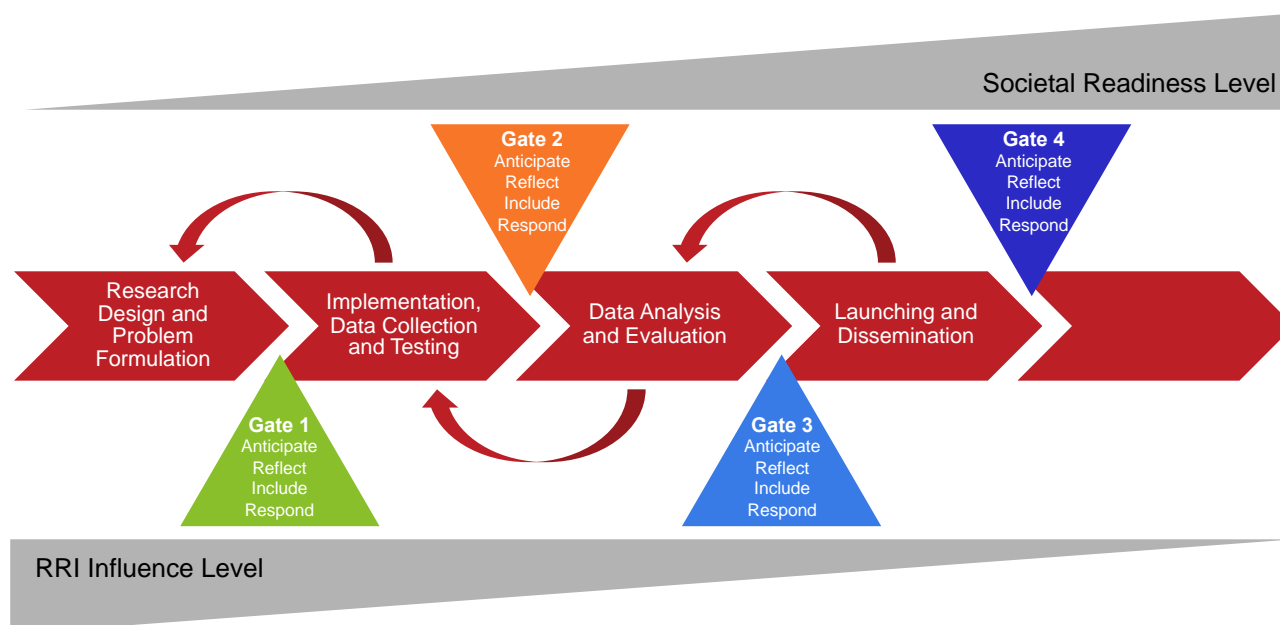 Societal Readiness Level
Gate 2
Anticipate
Reflect
Include
Respond
Gate 4
Anticipate
Reflect
Include
Respond
Research
Design and
Problem
Formulation
Implementation,
Data Collection
and Testing
Data Analysis
and Evaluation
Launching and
Dissemination
Gate 1
Anticipate
Reflect
Include
Respond
Gate 3
Anticipate
Reflect
Include
Respond
RRI Influence Level